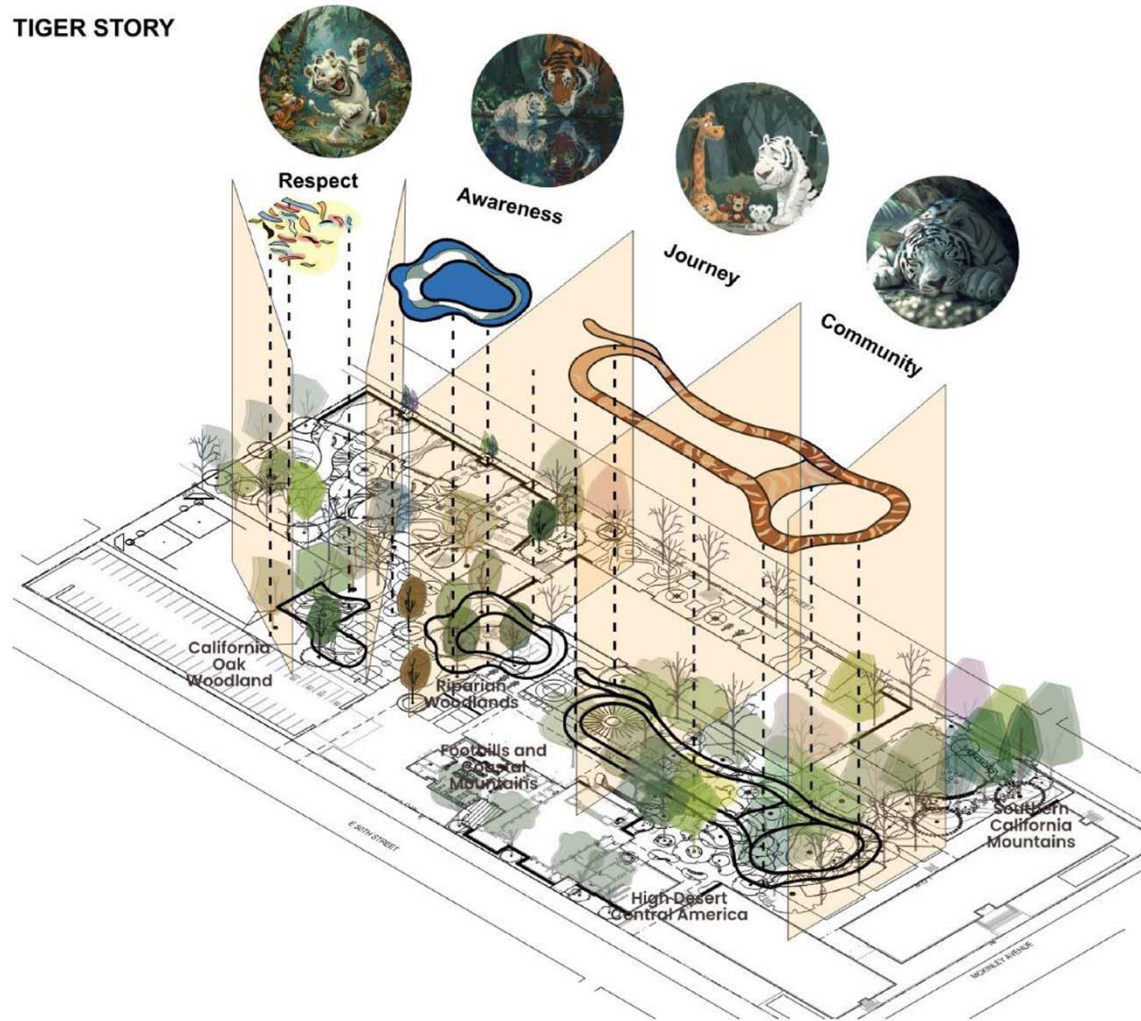 TIGER STORY
Respect
Awareness
Journey
Community
California
Oak
Woodland
Riparian
Woodlands
Foothills and
Coastal
Mountains
Southern
California
Mountains
High Desert
Central America
E 50TH STREET
MCKINLEY AVENUE